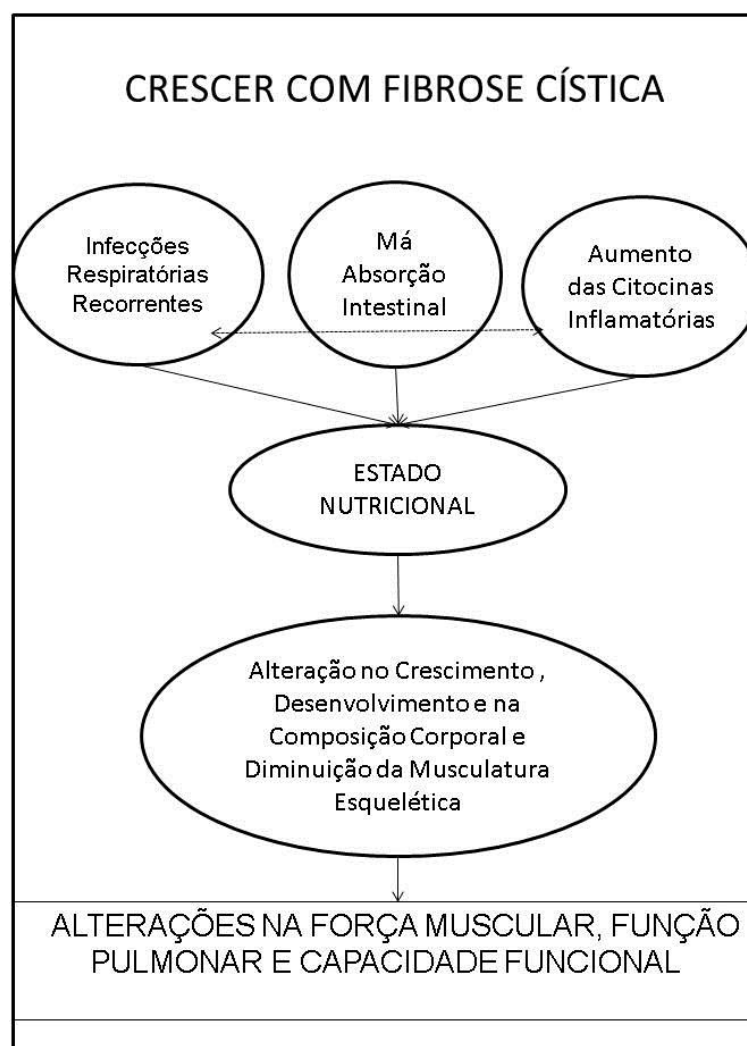 CRESCER COM FIBROSE CÍSTICA
Infecções
Respiratórias
Recorrentes
Má
Absorção
Intestinal
Aumento
das Citocinas
Inflamatórias
ESTADO
NUTRICIONAL
Alteração no Crescimento ,
Desenvolvimento e na
Composição Corporal e
Diminuição da Musculatura
Esquelética
ALTERAÇÕES NA FORÇA MUSCULAR, FUNÇÃO
PULMONAR E CAPACIDADE FUNCIONAL